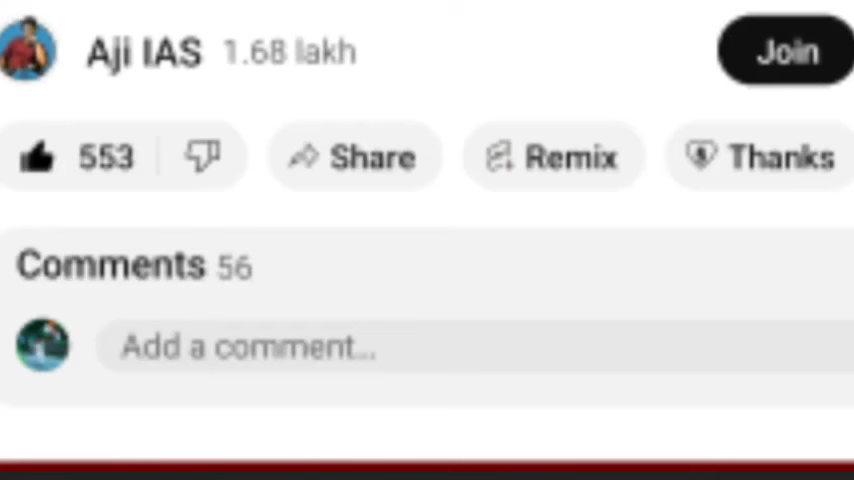 Aji IAS 1.68 lakh Join
553 Share Remix Thanks
Comments 56
Add a comment...